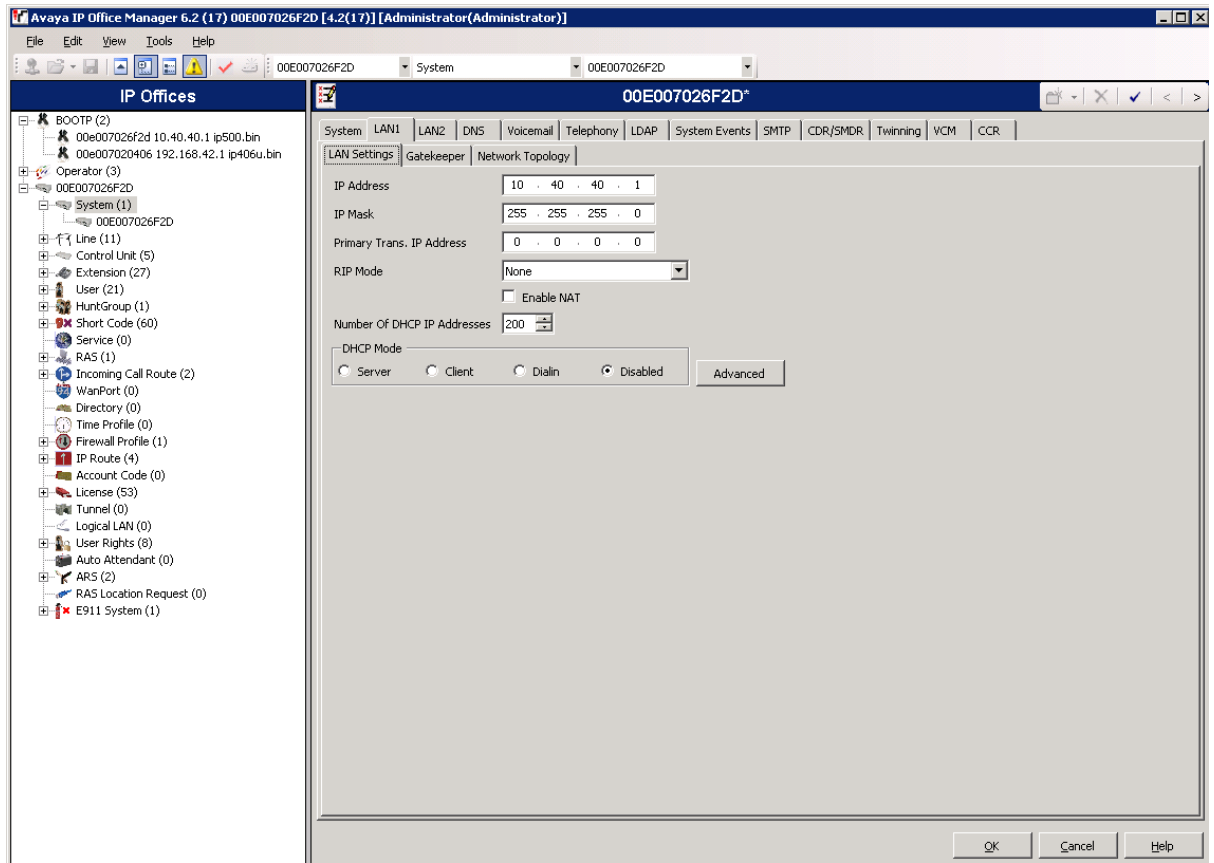 Avaya IP Office Manager 6.2 (17) 00E007026F2D [4.2(17)] [Administrator(Administrator)]
File Edit View Tools Help
00E007026F2D System 00E007026F2D
IP Offices
BOOTP (2)
00e007026f2d 10.40.40.1 ip500.bin
00e007020406 192.168.42.1 ip406u.bin
Operator (3)
00E007026F2D
System (1)
00E007026F2D
Line (11)
Control Unit (5)
Extension (27)
User (21)
HuntGroup (1)
Short Code (60)
Service (0)
RAS (1)
Incoming Call Route (2)
WanPort (0)
Directory (0)
Time Profile (0)
Firewall Profile (1)
IP Route (4)
Account Code (0)
License (53)
Tunnel (0)
Logical LAN (0)
User Rights (8)
Auto Attendant (0)
ARS (2)
RAS Location Request (0)
E911 System (1)
00E007026F2D*
System LAN1 LAN2 DNS Voicemail Telephony LDAP System Events SMTP CDR/SMDR Twinning VCM CCR
LAN Settings Gatekeeper Network Topology
IP Address 10 . 40 . 40 . 1
IP Mask 255 . 255 . 255 . 0
Primary Trans. IP Address 0 . 0 . 0 . 0
RIP Mode None
Enable NAT
Number Of DHCP IP Addresses 200
DHCP Mode
Server Client Dialin Disabled Advanced
OK Cancel Help